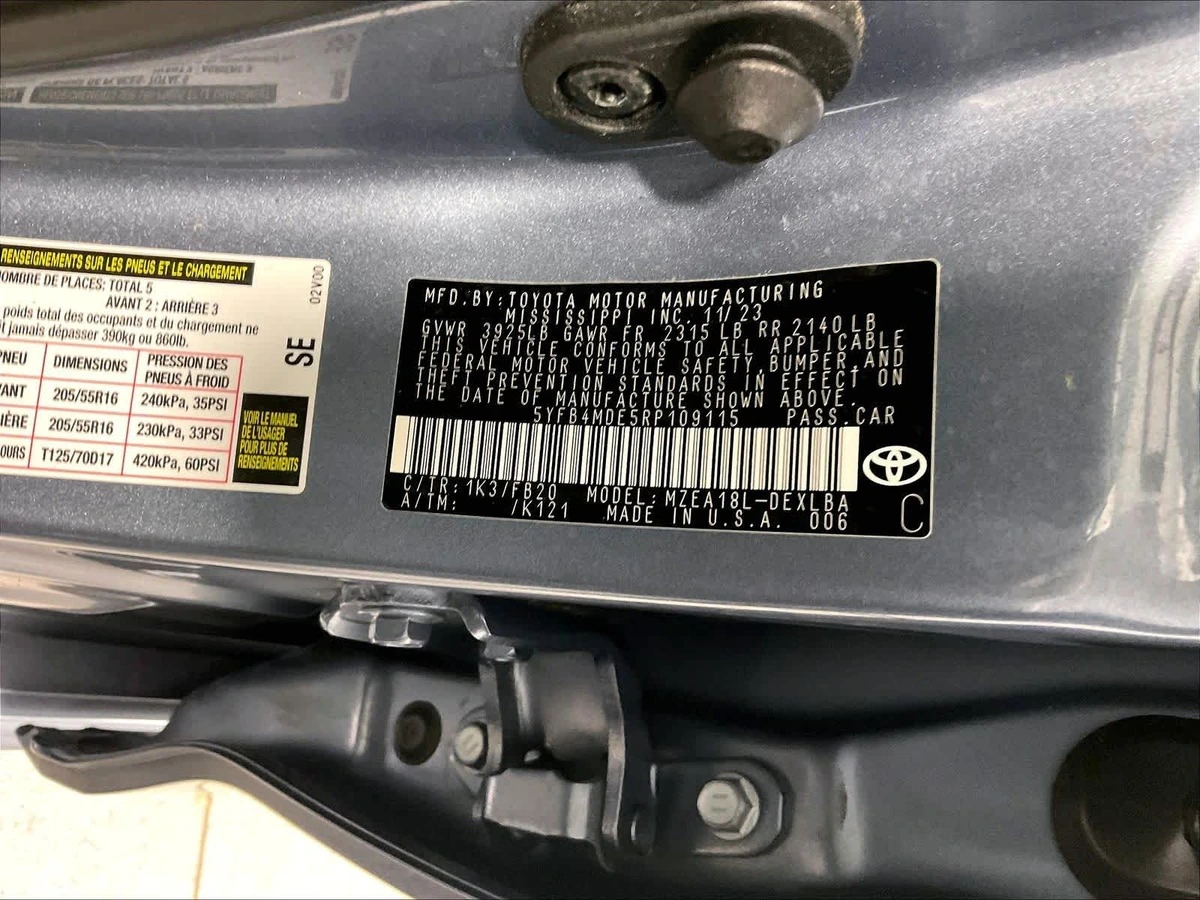 RENSEIGNEMENTS SUR LES PNEUS ET LE CHARGEMENT
NOMBRE DE PLACES: TOTAL 5
AVANT 2 : ARRIÈRE 3
poids total des occupants et du chargement ne
jamais dépasser 390kg ou 860lb.
PNEU DIMENSIONS PRESSION DES PNEUS À FROID
205/55R16 240kPa, 35PSI
205/55R16 230kPa, 33PSI
T125/70D17 420kPa, 60PSI
VOIR LE MANUEL
DE L'USAGER
POUR PLUS DE
RENSEIGNEMENTS
SE
02V00
MFD. BY: TOYOTA MOTOR MANUFACTURING
MISSISSIPPI INC. 11/23
GVWR 3925LB GAWR FR 2315 LB RR 2140 LB
THIS VEHICLE CONFORMS TO ALL APPLICABLE
FEDERAL MOTOR VEHICLE SAFETY, BUMPER, AND
THEFT PREVENTION STANDARDS IN EFFECT ON
THE DATE OF MANUFACTURE SHOWN ABOVE.
5YFB4MDE5RP109115 PASS. CAR
C/TR: 1K3/FB20 MODEL: MZEA18L-DEXLBA
A/TM: /K121 MADE IN U.S.A. 006
C